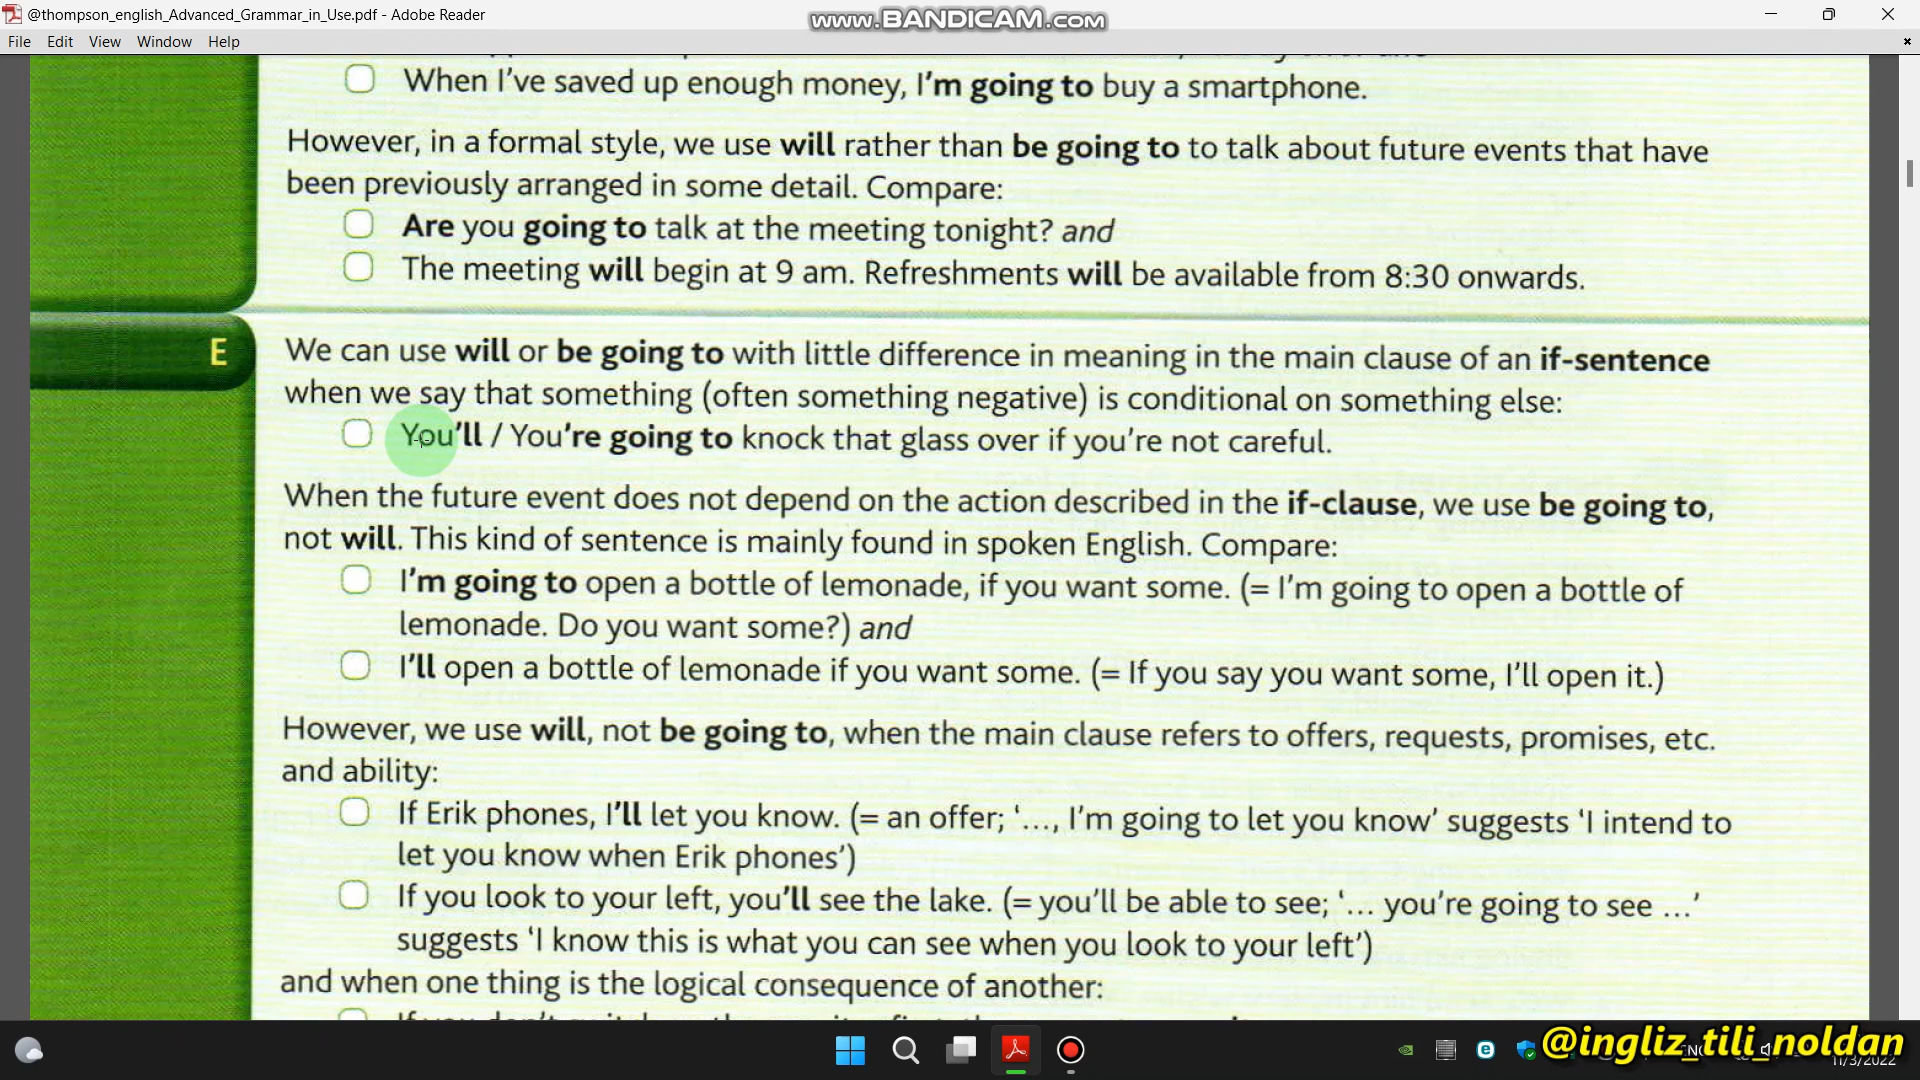 @thompson_english_Advanced_Grammar_in_Use.pdf - Adobe Reader
www.BANDICAM.com
File Edit View Window Help
When I've saved up enough money, I'm going to buy a smartphone.
However, in a formal style, we use will rather than be going to to talk about future events that have
been previously arranged in some detail. Compare:
Are you going to talk at the meeting tonight? and
The meeting will begin at 9 am. Refreshments will be available from 8:30 onwards.
E
We can use will or be going to with little difference in meaning in the main clause of an if-sentence
when we say that something (often something negative) is conditional on something else:
You'll / You're going to knock that glass over if you're not careful.
When the future event does not depend on the action described in the if-clause, we use be going to,
not will. This kind of sentence is mainly found in spoken English. Compare:
I'm going to open a bottle of lemonade, if you want some. (= I'm going to open a bottle of
lemonade. Do you want some?) and
I'll open a bottle of lemonade if you want some. (= If you say you want some, I'll open it.)
However, we use will, not be going to, when the main clause refers to offers, requests, promises, etc.
and ability:
If Erik phones, I'll let you know. (= an offer; '…, I'm going to let you know' suggests 'I intend to
let you know when Erik phones')
If you look to your left, you'll see the lake. (= you'll be able to see; '… you're going to see …'
suggests 'I know this is what you can see when you look to your left')
and when one thing is the logical consequence of another:
@ingliz_tili_noldan
11/3/2022